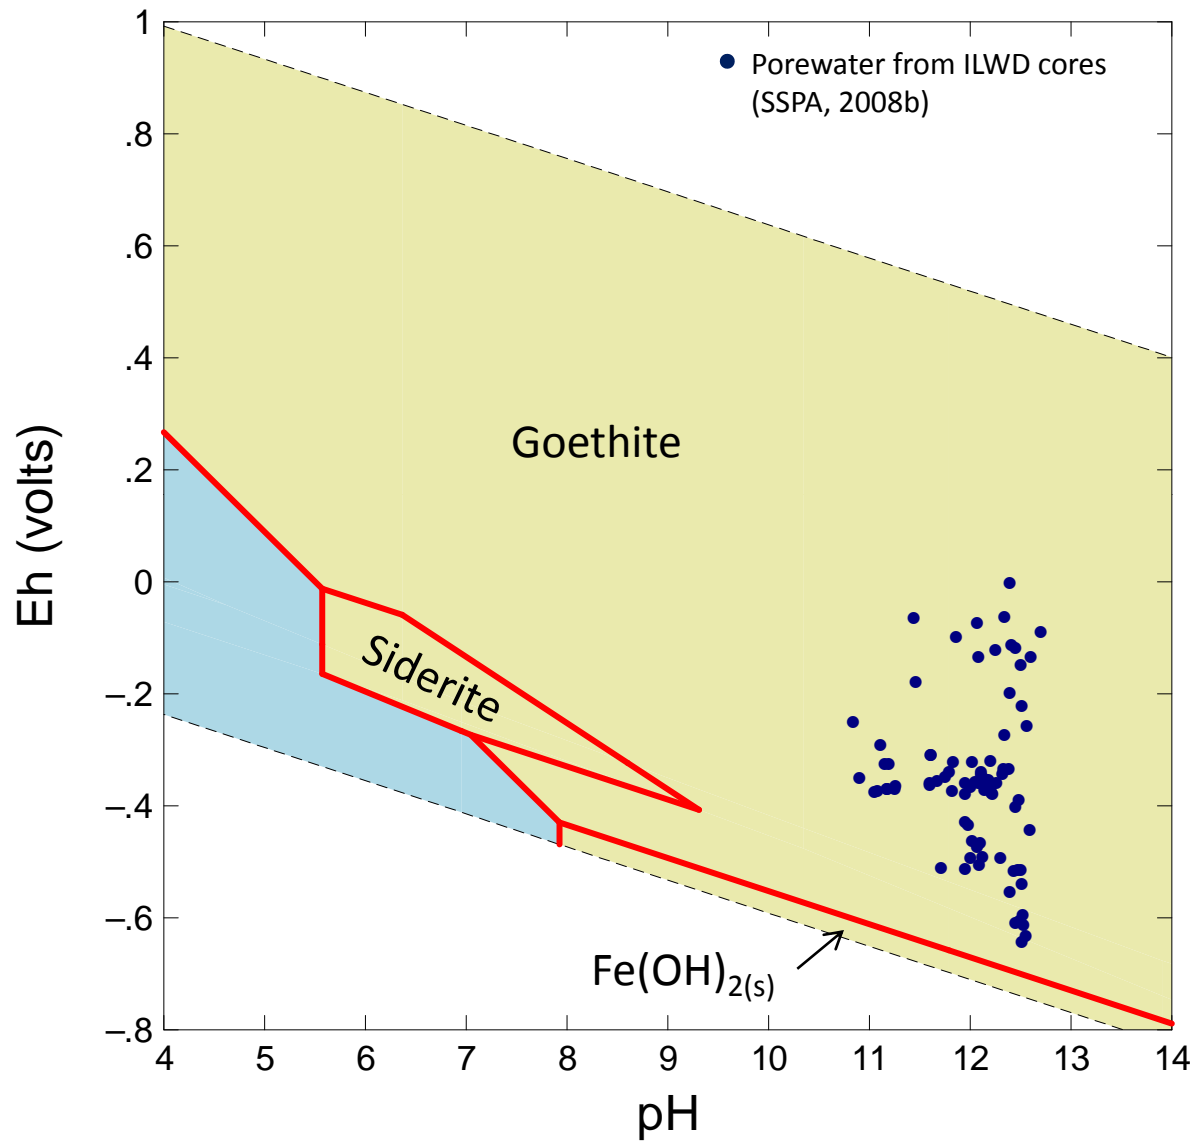 1
.8
.6
.4
.2
0
–.2
–.4
–.6
–.8
Eh (volts)
Porewater from ILWD cores
(SSPA, 2008b)
Goethite
Siderite
Fe(OH)2(s)
4 5 6 7 8 9 10 11 12 13 14
pH